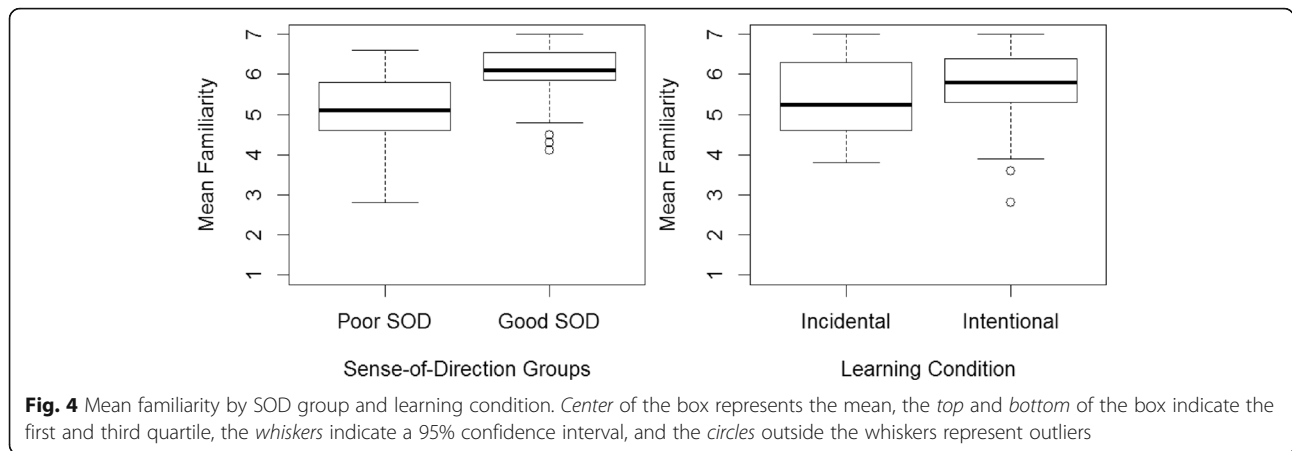 7
6
5
4
3
2
1
Mean Familiarity
Poor SOD
Good SOD
Sense-of-Direction Groups
7
6
5
4
3
2
1
Mean Familiarity
Incidental
Intentional
Learning Condition
Fig. 4 Mean familiarity by SOD group and learning condition. Center of the box represents the mean, the top and bottom of the box indicate the
first and third quartile, the whiskers indicate a 95% confidence interval, and the circles outside the whiskers represent outliers